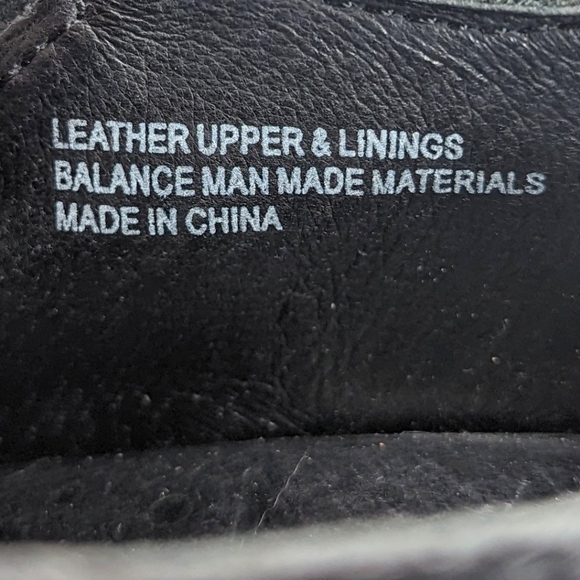 LEATHER UPPER & LININGS
BALANCE MAN MADE MATERIALS
MADE IN CHINA